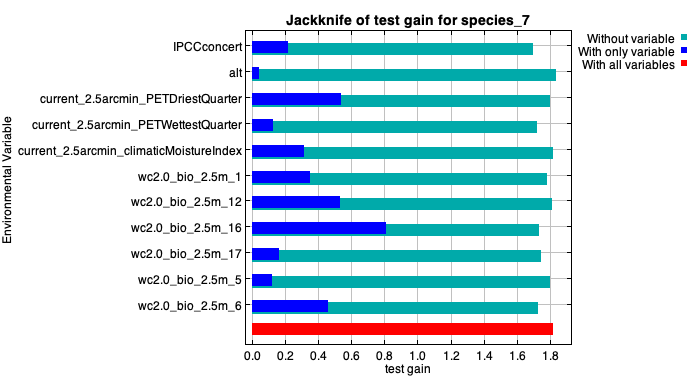 Jackknife of test gain for species_7
Environmental Variable
IPCCconcert
alt
current_2.5arcmin_PETDriestQuarter
current_2.5arcmin_PETWettestQuarter
current_2.5arcmin_climaticMoistureIndex
wc2.0_bio_2.5m_1
wc2.0_bio_2.5m_12
wc2.0_bio_2.5m_16
wc2.0_bio_2.5m_17
wc2.0_bio_2.5m_5
wc2.0_bio_2.5m_6
0.0 0.2 0.4 0.6 0.8 1.0 1.2 1.4 1.6 1.8
test gain
Without variable
With only variable
With all variables